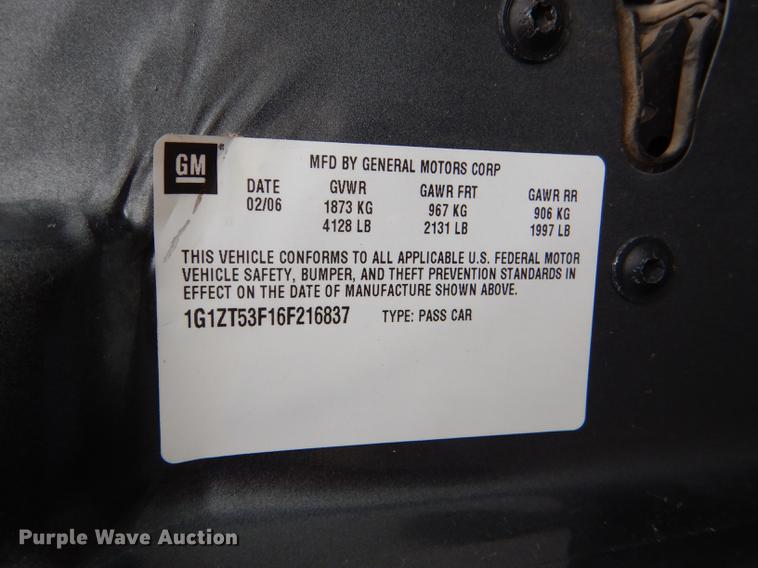 GM
MFD BY GENERAL MOTORS CORP
DATE GVWR GAWR FRT GAWR RR
02/06 1873 KG 967 KG 906 KG
4128 LB 2131 LB 1997 LB
THIS VEHICLE CONFORMS TO ALL APPLICABLE U.S. FEDERAL MOTOR
VEHICLE SAFETY, BUMPER, AND THEFT PREVENTION STANDARDS IN
EFFECT ON THE DATE OF MANUFACTURE SHOWN ABOVE.
1G1ZT53F16F216837 TYPE: PASS CAR
Purple Wave Auction